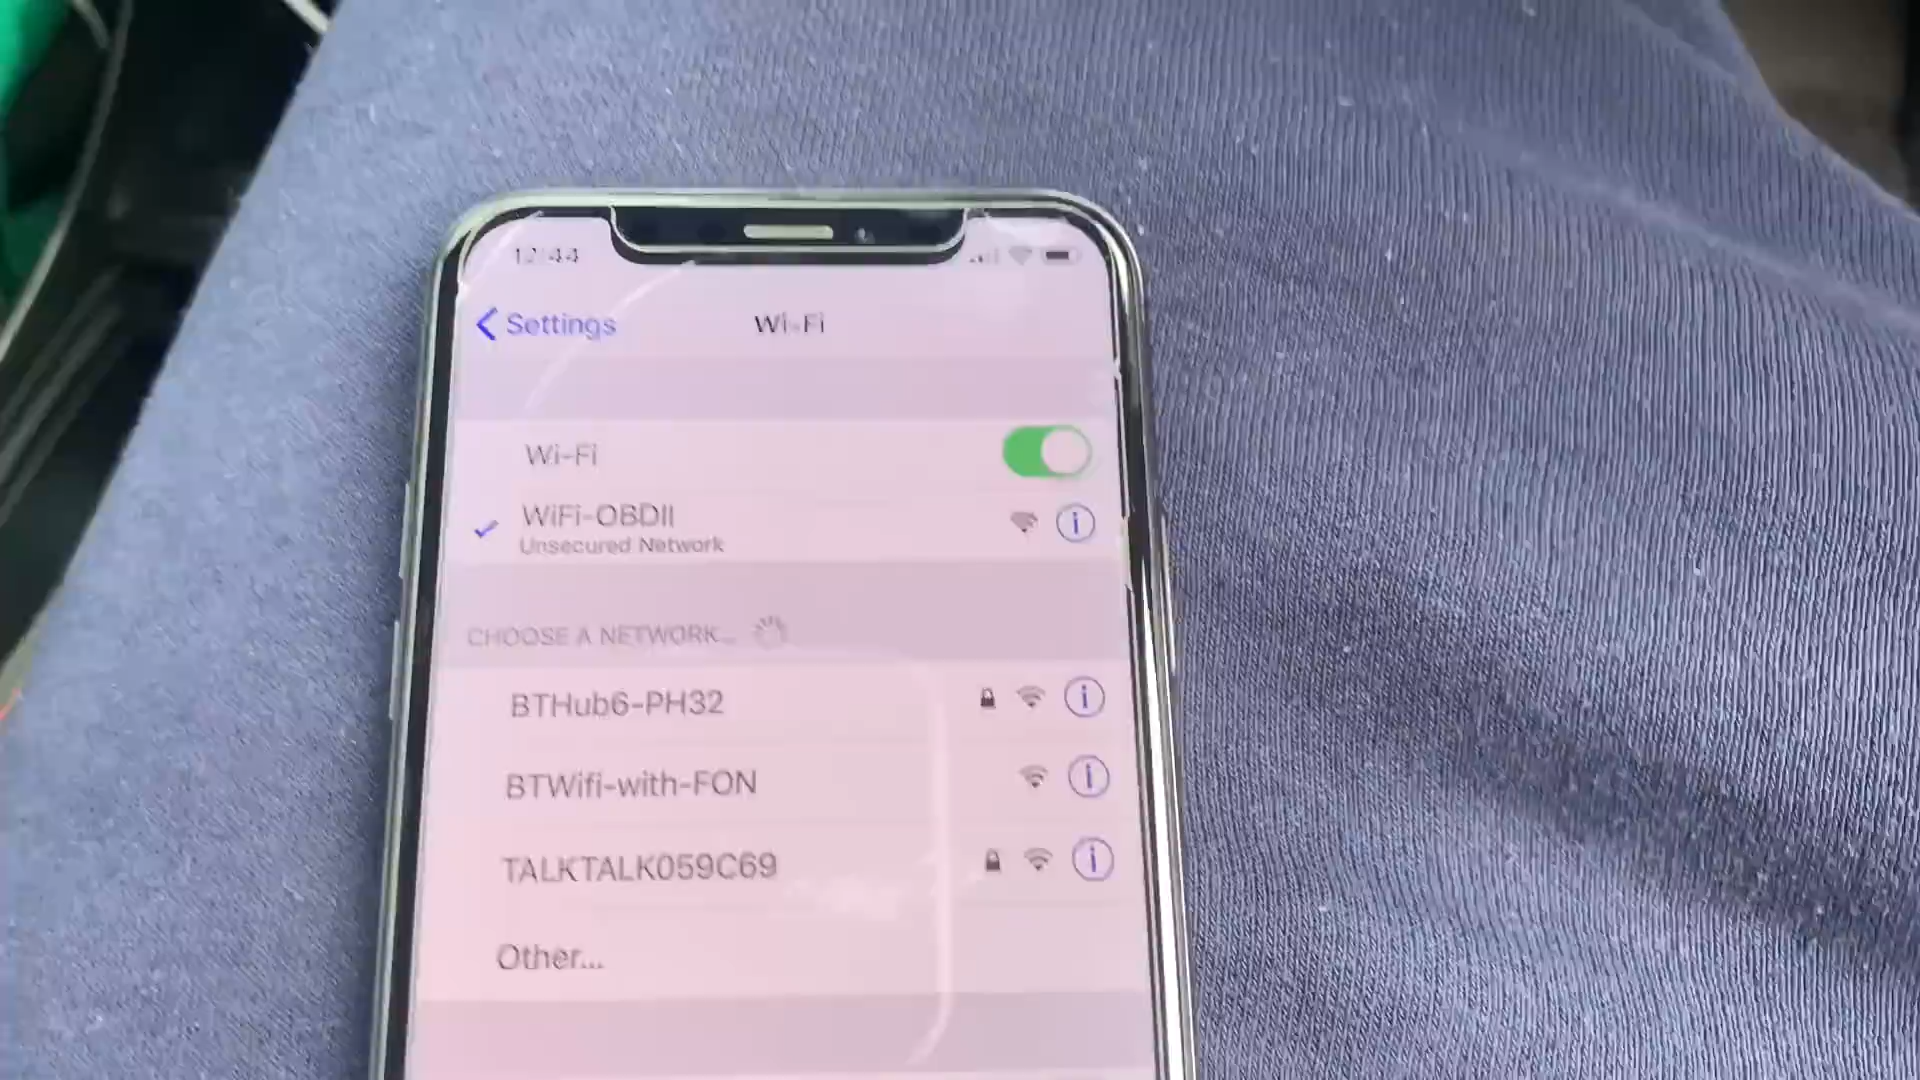 12:44
Settings
Wi-Fi
Wi-Fi
WiFi-OBDII
Unsecured Network
CHOOSE A NETWORK...
BTHub6-PH32
BTWifi-with-FON
TALKTALK059C69
Other...